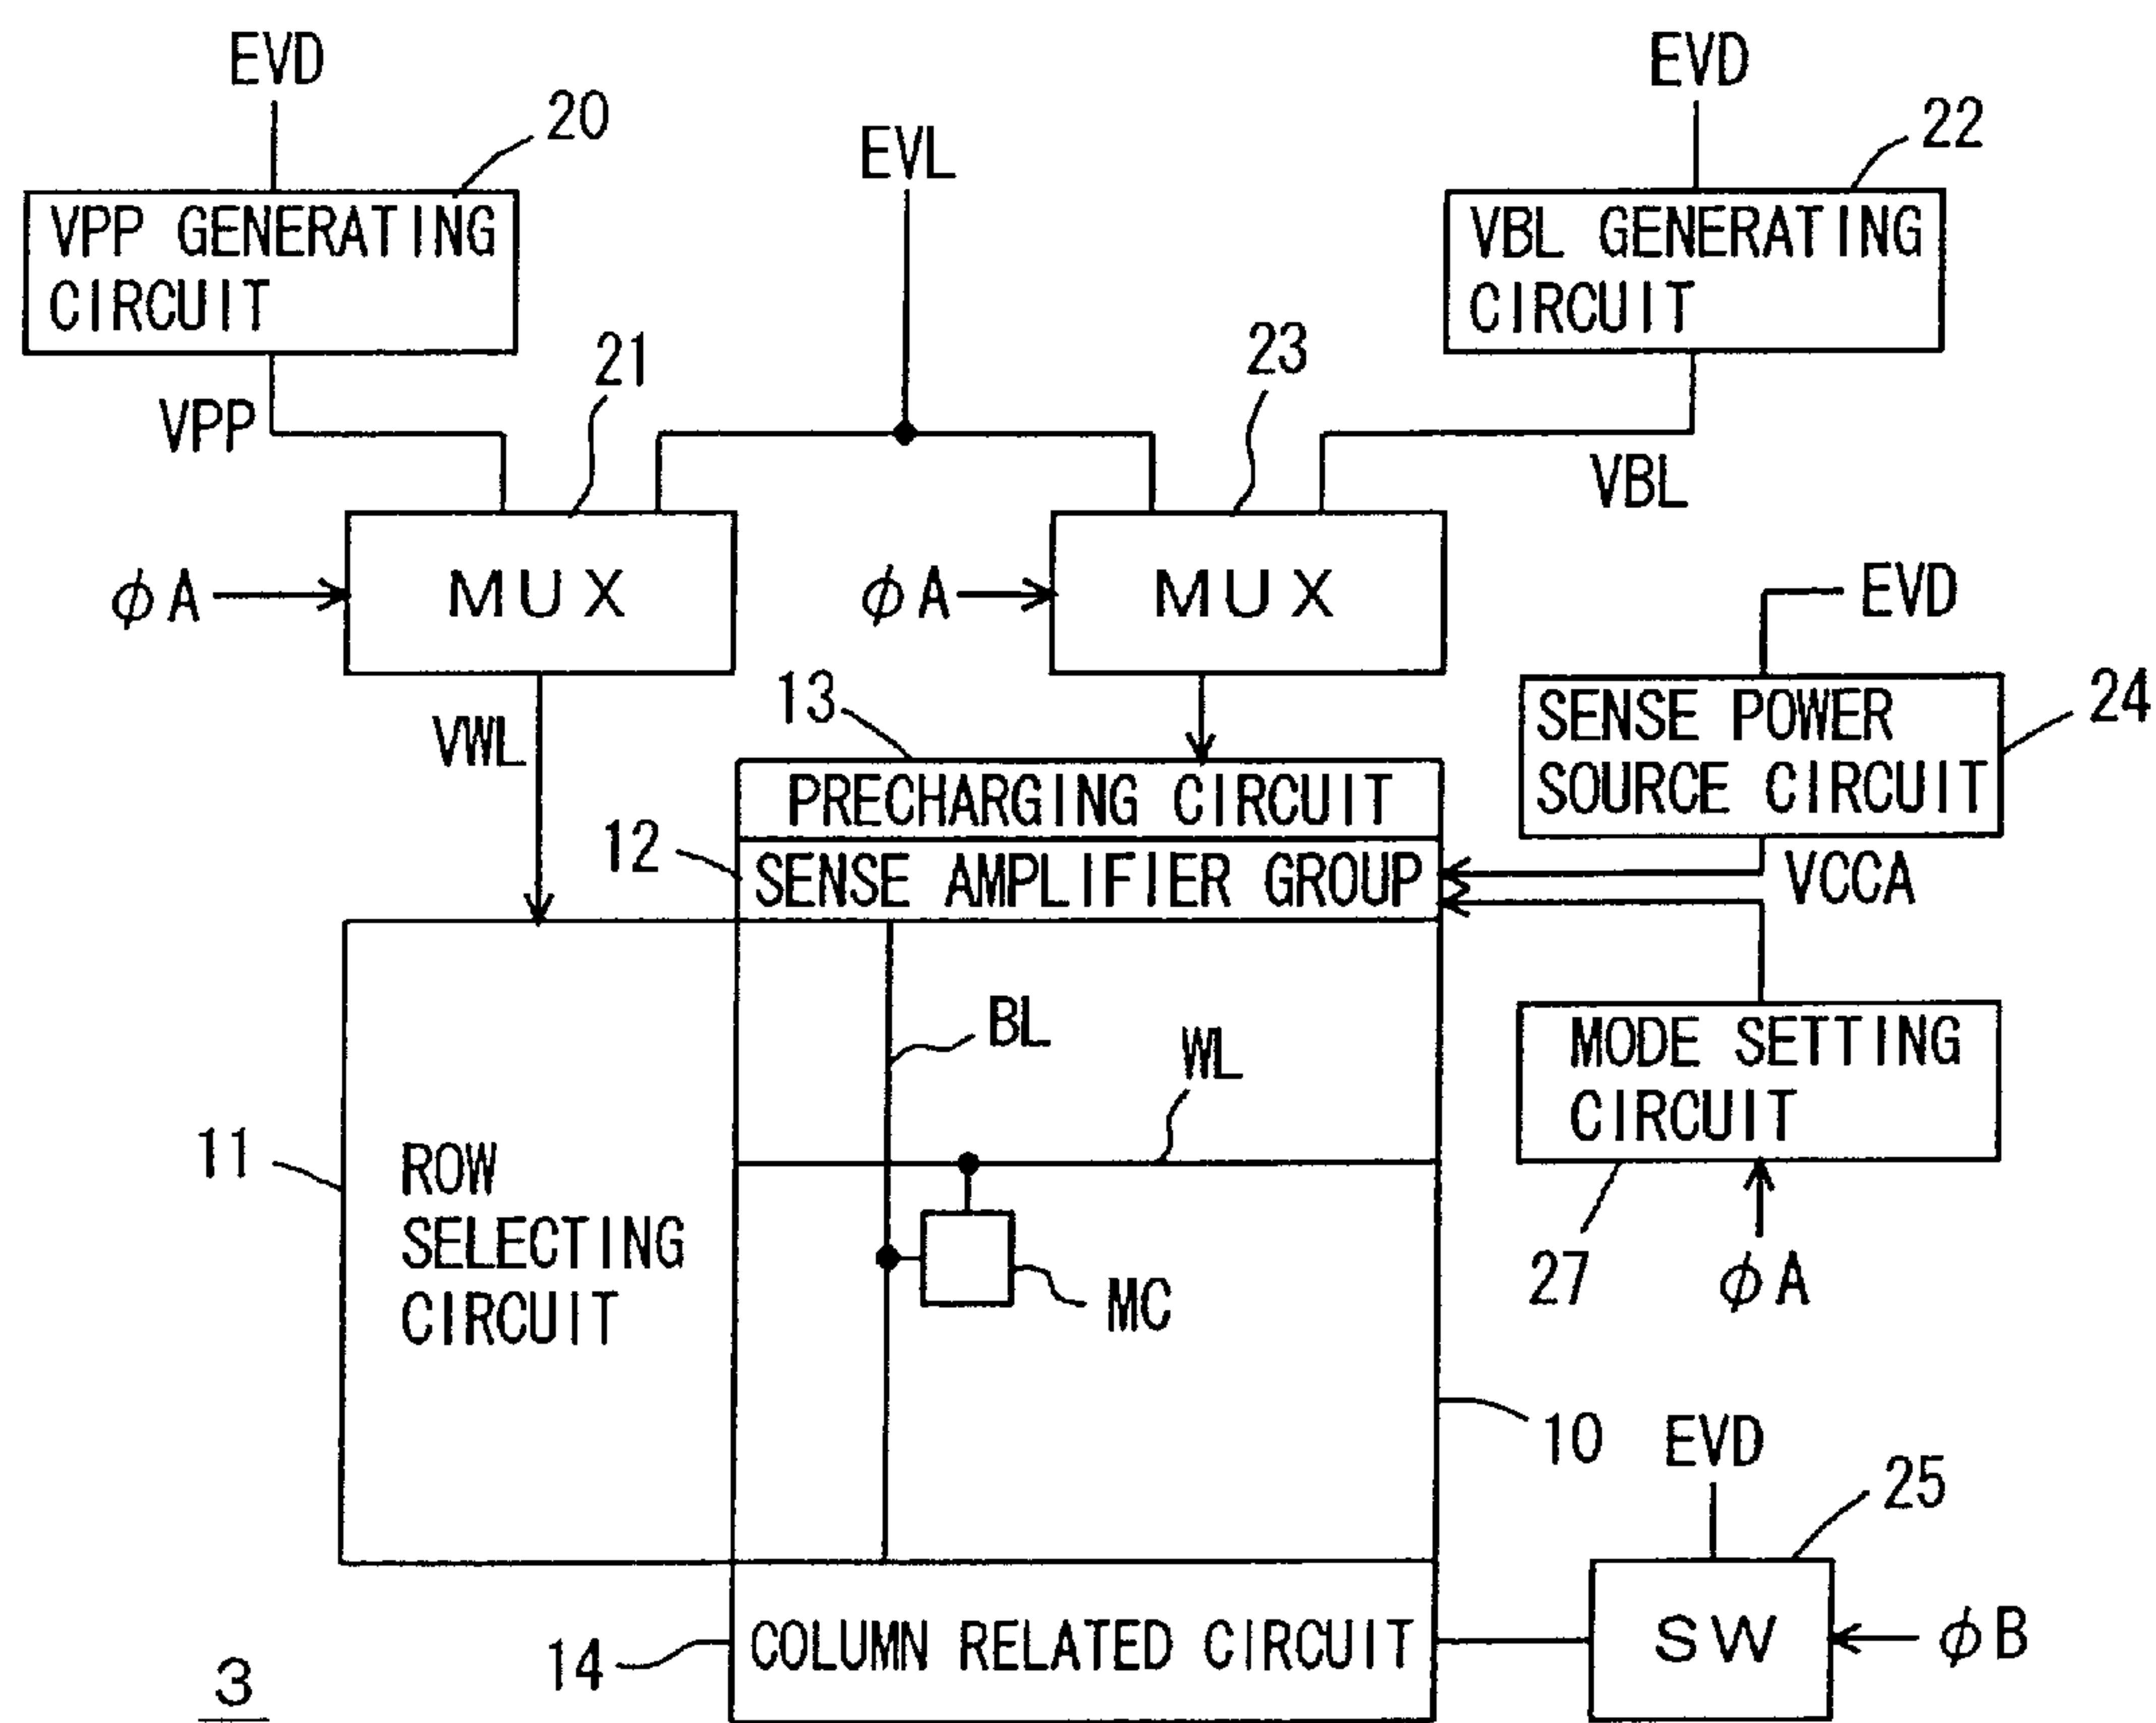 EVD
20
VPP GENERATING
CIRCUIT
VPP
21
EVL
23
EVD
22
VBL GENERATING
CIRCUIT
VBL
φA
MUX
φA
MUX
EVD
VWL
13
PRECHARGING CIRCUIT
SENSE POWER
SOURCE CIRCUIT
24
12
SENSE AMPLIFIER GROUP
VCCA
BL
WL
MODE SETTING
CIRCUIT
11
ROW
SELECTING
CIRCUIT
MC
27
φA
10
EVD
25
14
COLUMN RELATED CIRCUIT
SW
φB
3